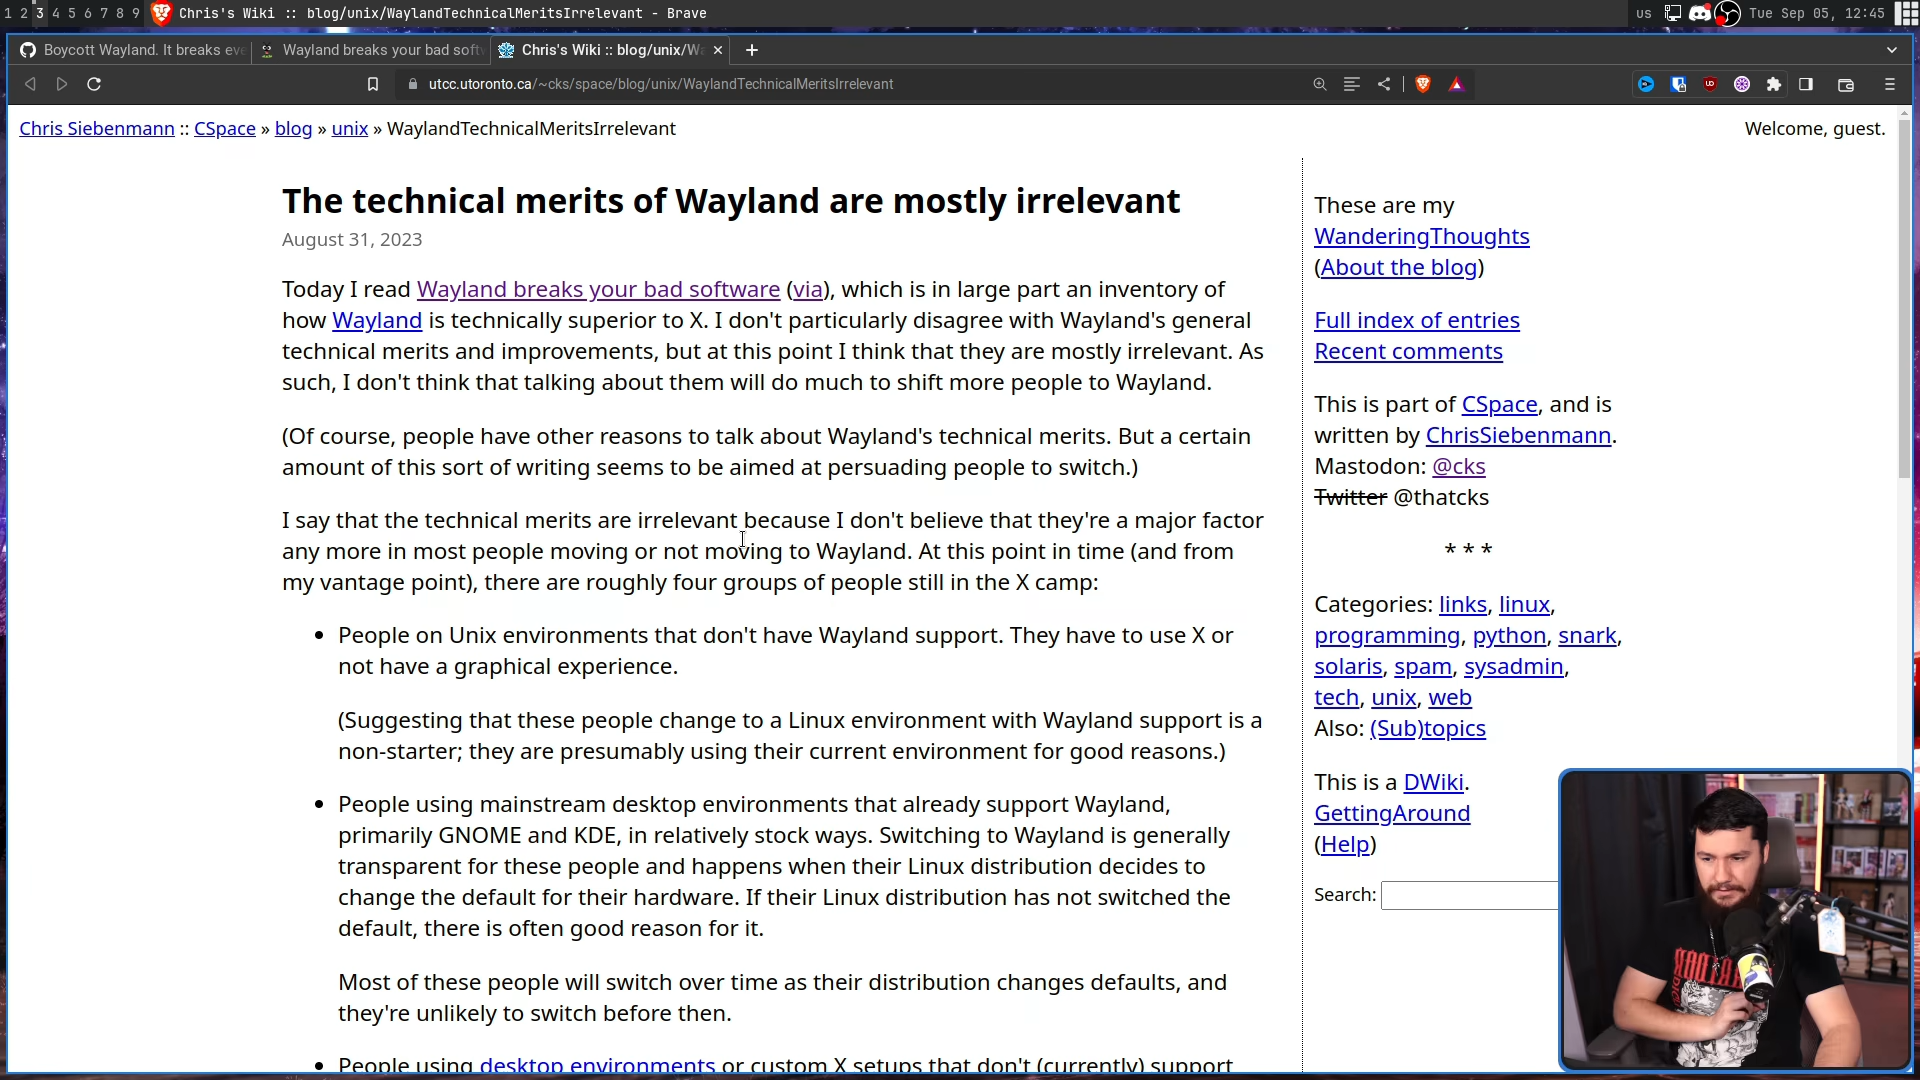 1 2 3 4 5 6 7 8 9 Chris's Wiki :: blog/unix/WaylandTechnicalMeritsIrrelevant - Brave us Tue Sep 05, 12:45
Boycott Wayland. It breaks eve Wayland breaks your bad softw Chris's Wiki :: blog/unix/Wa
utcc.utoronto.ca/~cks/space/blog/unix/WaylandTechnicalMeritsIrrelevant
Chris Siebenmann :: CSpace » blog » unix » WaylandTechnicalMeritsIrrelevant
Welcome, guest.
The technical merits of Wayland are mostly irrelevant
August 31, 2023
Today I read Wayland breaks your bad software (via), which is in large part an inventory of
how Wayland is technically superior to X. I don't particularly disagree with Wayland's general
technical merits and improvements, but at this point I think that they are mostly irrelevant. As
such, I don't think that talking about them will do much to shift more people to Wayland.
(Of course, people have other reasons to talk about Wayland's technical merits. But a certain
amount of this sort of writing seems to be aimed at persuading people to switch.)
I say that the technical merits are irrelevant because I don't believe that they're a major factor
any more in most people moving or not moving to Wayland. At this point in time (and from
my vantage point), there are roughly four groups of people still in the X camp:
• People on Unix environments that don't have Wayland support. They have to use X or
not have a graphical experience.
(Suggesting that these people change to a Linux environment with Wayland support is a
non-starter; they are presumably using their current environment for good reasons.)
• People using mainstream desktop environments that already support Wayland,
primarily GNOME and KDE, in relatively stock ways. Switching to Wayland is generally
transparent for these people and happens when their Linux distribution decides to
change the default for their hardware. If their Linux distribution has not switched the
default, there is often good reason for it.
Most of these people will switch over time as their distribution changes defaults, and
they're unlikely to switch before then.
• People using desktop environments or custom X setups that don't (currently) support
These are my
WanderingThoughts
(About the blog)
Full index of entries
Recent comments
This is part of CSpace, and is
written by ChrisSiebenmann.
Mastodon: @cks
Twitter @thatcks
* * *
Categories: links, linux,
programming, python, snark,
solaris, spam, sysadmin,
tech, unix, web
Also: (Sub)topics
This is a DWiki.
GettingAround
(Help)
Search: